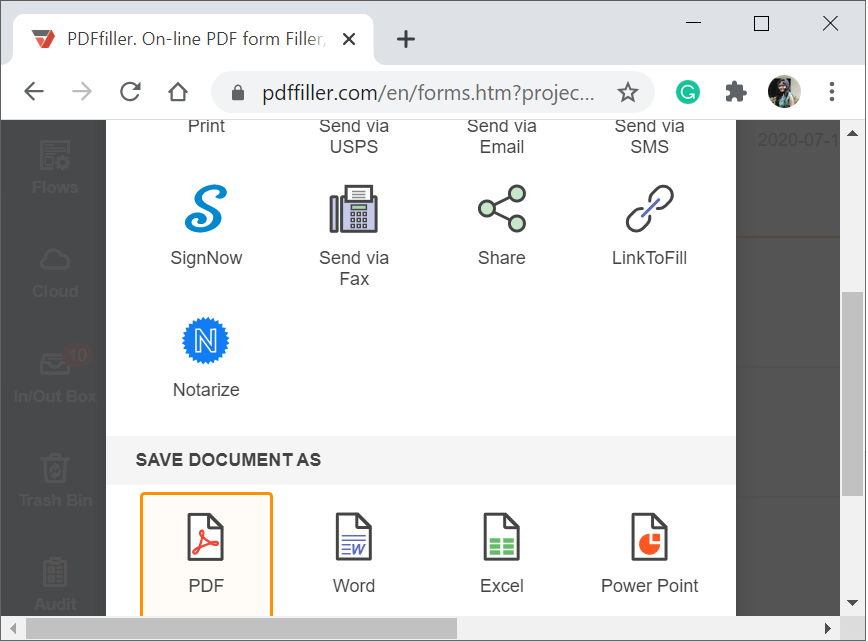 PDFfiller. On-line PDF form Filler,
pdffiller.com/en/forms.htm?projec...
G
Print
Send via
USPS
Send via
Email
Send via
SMS
2020-07-1
Flows
SignNow
Send via
Fax
Share
LinkToFill
Cloud
N
Notarize
10
In/Out Box
SAVE DOCUMENT AS
Trash Bin
W
PDF
Word
Excel
Power Point
Audit